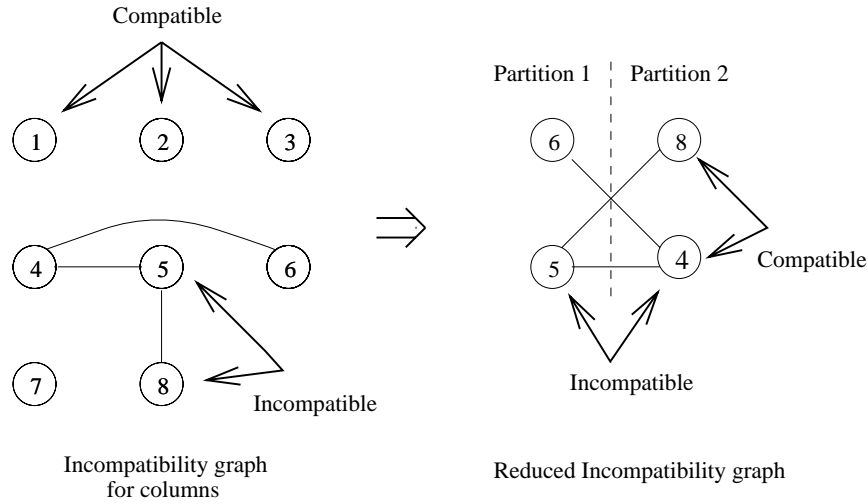 Compatible
Partition 1
Partition 2
1
2
3
6
8
4
5
6
5
4
Compatible
7
8
Incompatible
Incompatible
Incompatibility graph
for columns
Reduced Incompatibility graph